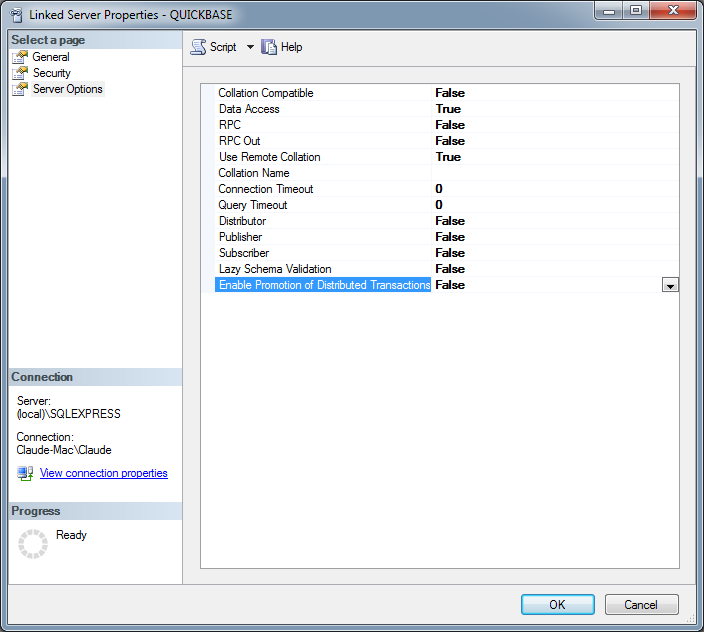 Linked Server Properties - QUICKBASE
Select a page
General
Security
Server Options
Script
Help
Collation Compatible False
Data Access True
RPC False
RPC Out False
Use Remote Collation True
Collation Name
Connection Timeout 0
Query Timeout 0
Distributor False
Publisher False
Subscriber False
Lazy Schema Validation False
Enable Promotion of Distributed Transactions False
Connection
Server:
(local)\SQLEXPRESS
Connection:
Claude-Mac\Claude
View connection properties
Progress
Ready
OK
Cancel